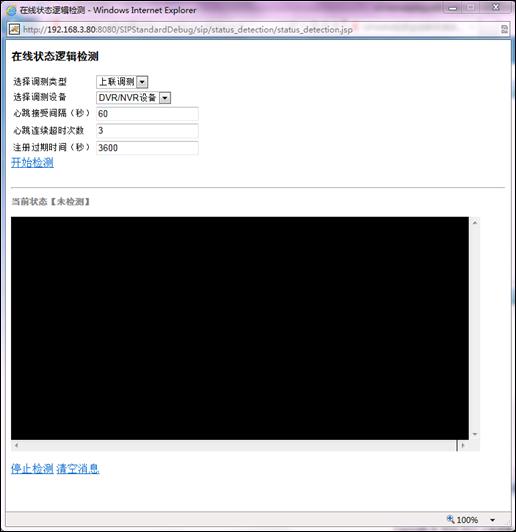 在线状态逻辑检测 - Windows Internet Explorer
http://192.168.3.80:8080/SIPStandardDebug/sip/status_detection/status_detection.jsp
在线状态逻辑检测
选择调测类型 上联调测
选择调测设备 DVR/NVR设备
心跳接受间隔（秒） 60
心跳连续超时次数 3
注册过期时间（秒） 3600
开始检测
当前状态【未检测】
停止检测 清空消息
100%